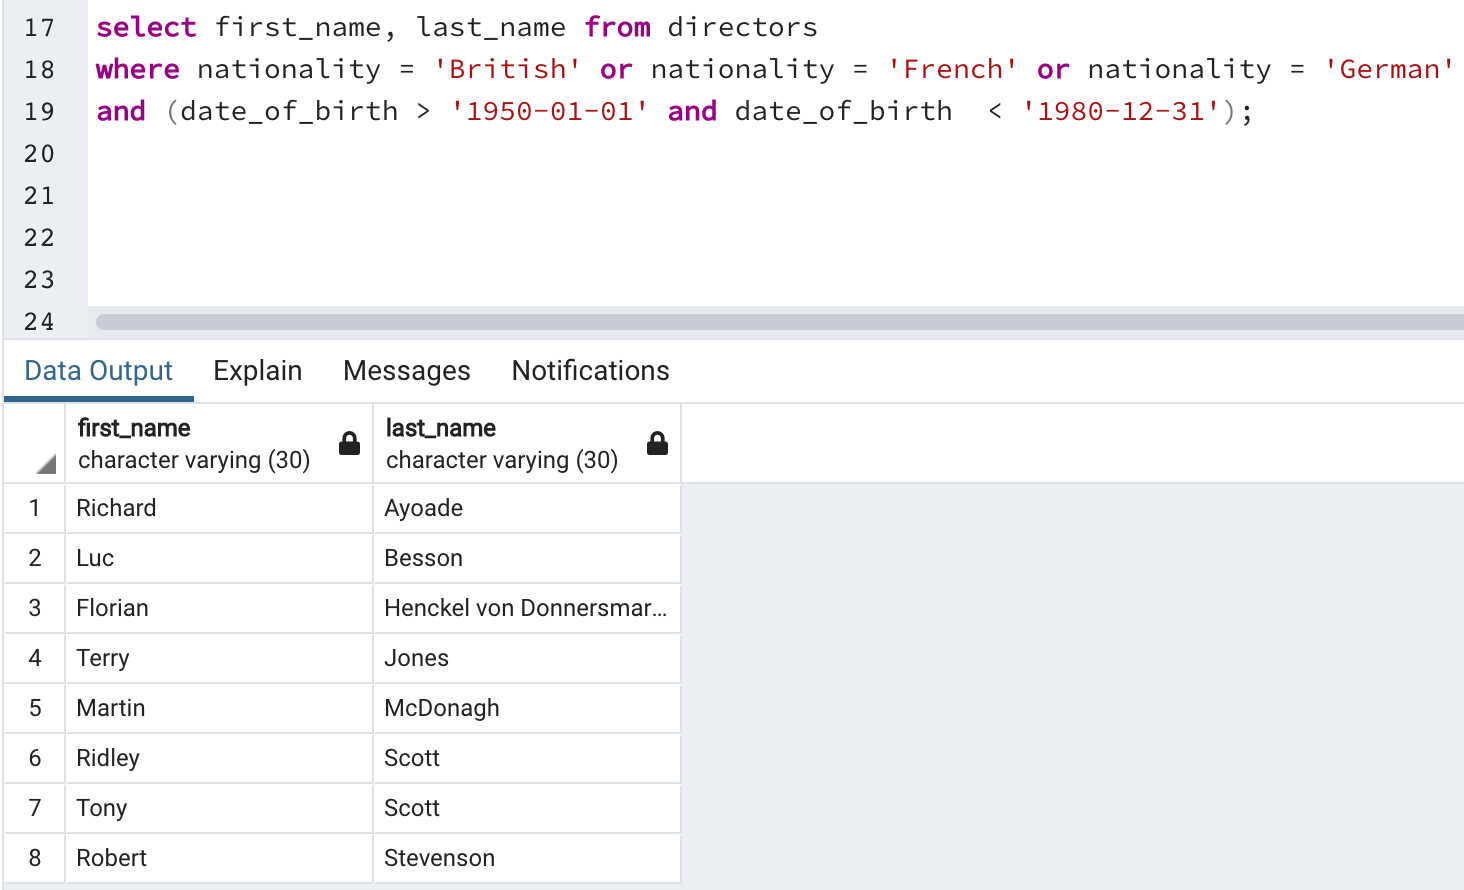 17 select first_name, last_name from directors
18 where nationality = 'British' or nationality = 'French' or nationality = 'German'
19 and (date_of_birth > '1950-01-01' and date_of_birth  < '1980-12-31');
20
21
22
23
24
Data Output Explain Messages Notifications
first_name last_name
character varying (30) character varying (30)
1 Richard Ayoade
2 Luc Besson
3 Florian Henckel von Donnersmar...
4 Terry Jones
5 Martin McDonagh
6 Ridley Scott
7 Tony Scott
8 Robert Stevenson